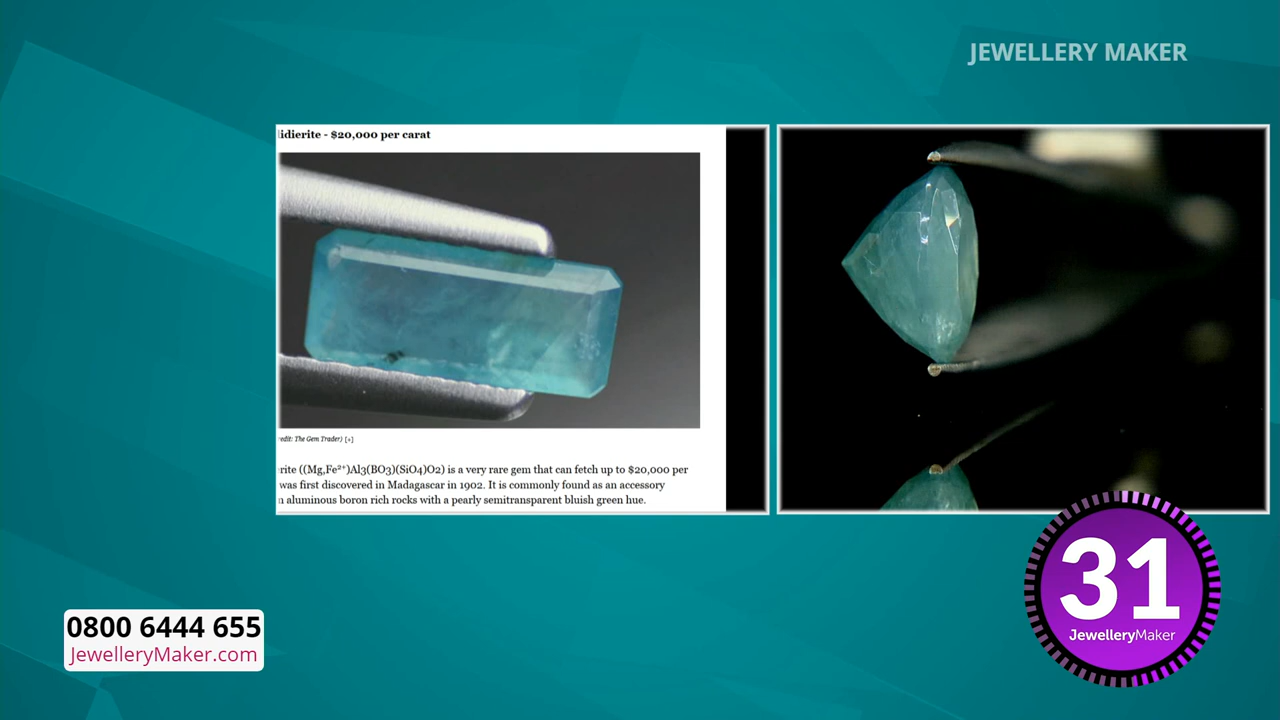 JEWELLERY MAKER
idierite - $20,000 per carat
edit: The Gem Trader) [+]
rite ((Mg,Fe²⁺)Al3(BO3)(SiO4)O2) is a very rare gem that can fetch up to $20,000 per
was first discovered in Madagascar in 1902. It is commonly found as an accessory
n aluminous boron rich rocks with a pearly semitransparent bluish green hue.
31
JewelleryMaker
0800 6444 655
JewelleryMaker.com